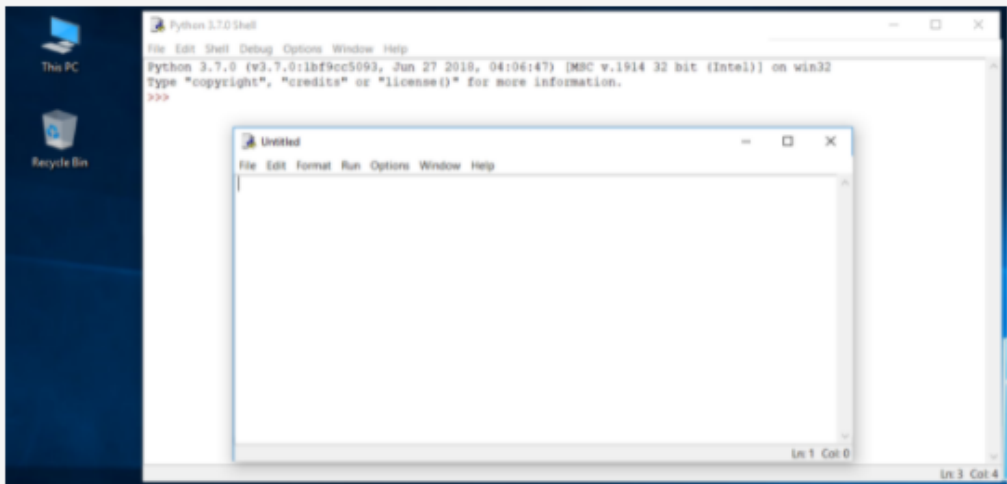 This PC
Recycle Bin
Python 3.7.0 Shell
File Edit Shell Debug Options Window Help
Python 3.7.0 (v3.7.0:1bf9cc5093, Jun 27 2018, 04:06:47) [MSC v.1914 32 bit (Intel)] on win32
Type "copyright", "credits" or "license()" for more information.
>>>
Untitled
File Edit Format Run Options Window Help
Ln: 1 Col: 0
Ln: 3 Col: 4